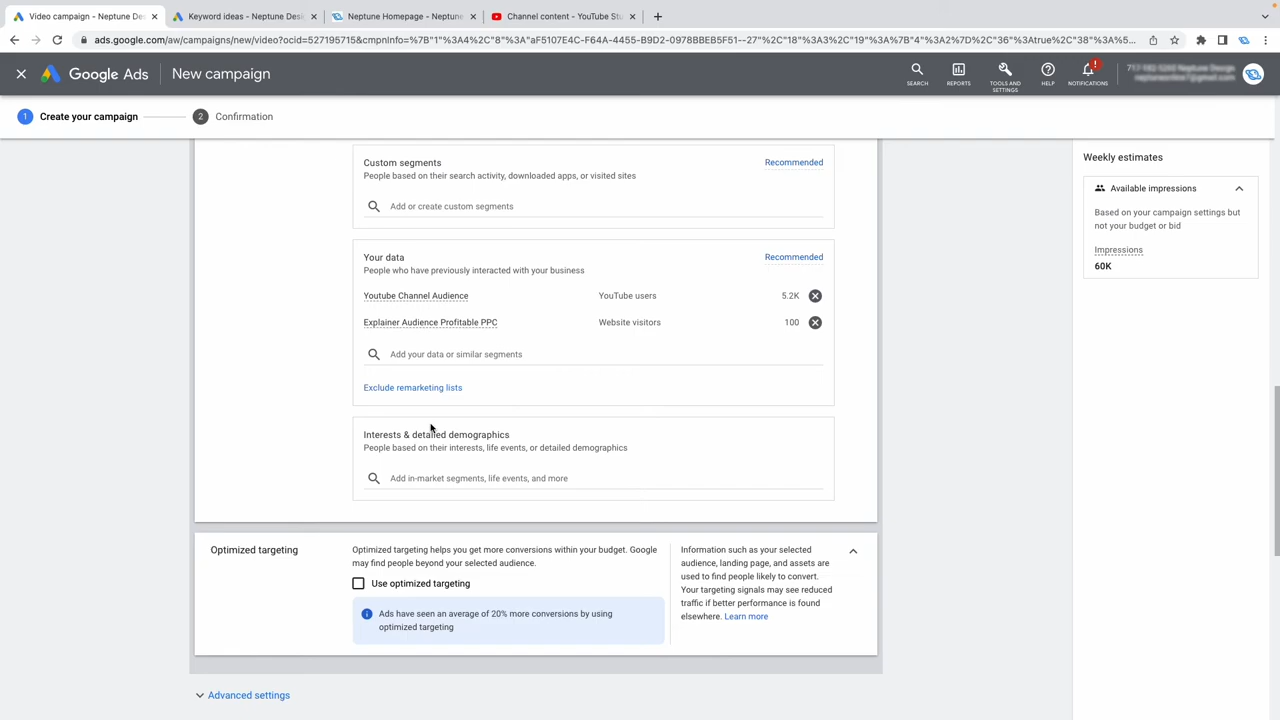 Video campaign - Neptune De
Keyword ideas - Neptune Desi
Neptune Homepage - Neptune
Channel content - YouTube Stu
ads.google.com/aw/campaigns/new/video?ocid=527195715&cmpnInfo=%7B"1"%3A4%2C"8"%3A"aF5107E4C-F64A-4455-B9D2-0978BBEB5F51--27"%2C"18"%3A3%2C"19"%3A%7B"4"%3A2%7D%2C"36"%3Atrue%2C"38"%3A%5...
Google Ads
New campaign
SEARCH
REPORTS
TOOLS AND
SETTINGS
HELP
NOTIFICATIONS
1 Create your campaign
2 Confirmation
Custom segments
Recommended
People based on their search activity, downloaded apps, or visited sites
Add or create custom segments
Your data
Recommended
People who have previously interacted with your business
Youtube Channel Audience YouTube users 5.2K
Explainer Audience Profitable PPC Website visitors 100
Add your data or similar segments
Exclude remarketing lists
Interests & detailed demographics
People based on their interests, life events, or detailed demographics
Add in-market segments, life events, and more
Optimized targeting
Optimized targeting helps you get more conversions within your budget. Google
may find people beyond your selected audience.
Use optimized targeting
Ads have seen an average of 20% more conversions by using
optimized targeting
Information such as your selected
audience, landing page, and assets are
used to find people likely to convert.
Your targeting signals may see reduced
traffic if better performance is found
elsewhere. Learn more
Advanced settings
Weekly estimates
Available impressions
Based on your campaign settings but
not your budget or bid
Impressions
60K